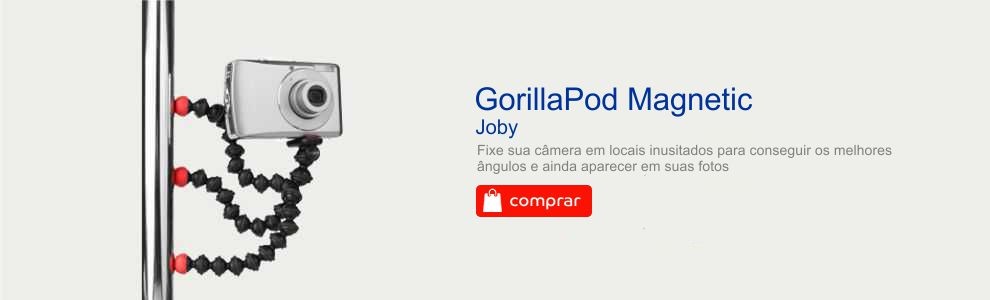 GorillaPod Magnetic
Joby
Fixe sua câmera em locais inusitados para conseguir os melhores
ângulos e ainda aparecer em suas fotos
comprar